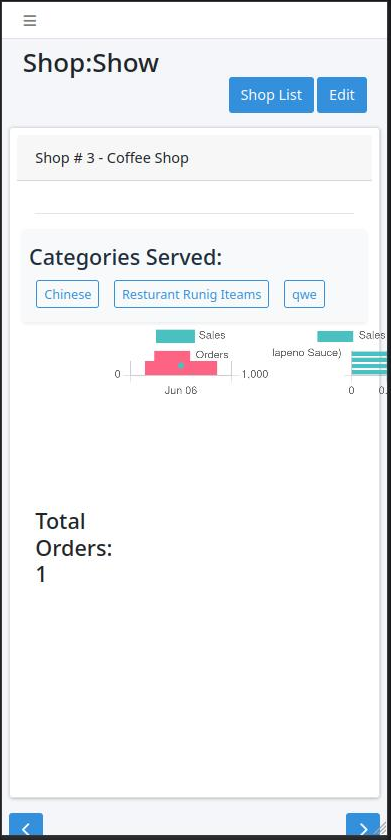 Shop:Show
Shop List
Edit
Shop # 3 - Coffee Shop
Categories Served:
Chinese
Resturant Runig Iteams
qwe
Sales
Orders
0
1,000
Jun 06
Sales
lapeno Sauce)
0
0.
Total
Orders:
1